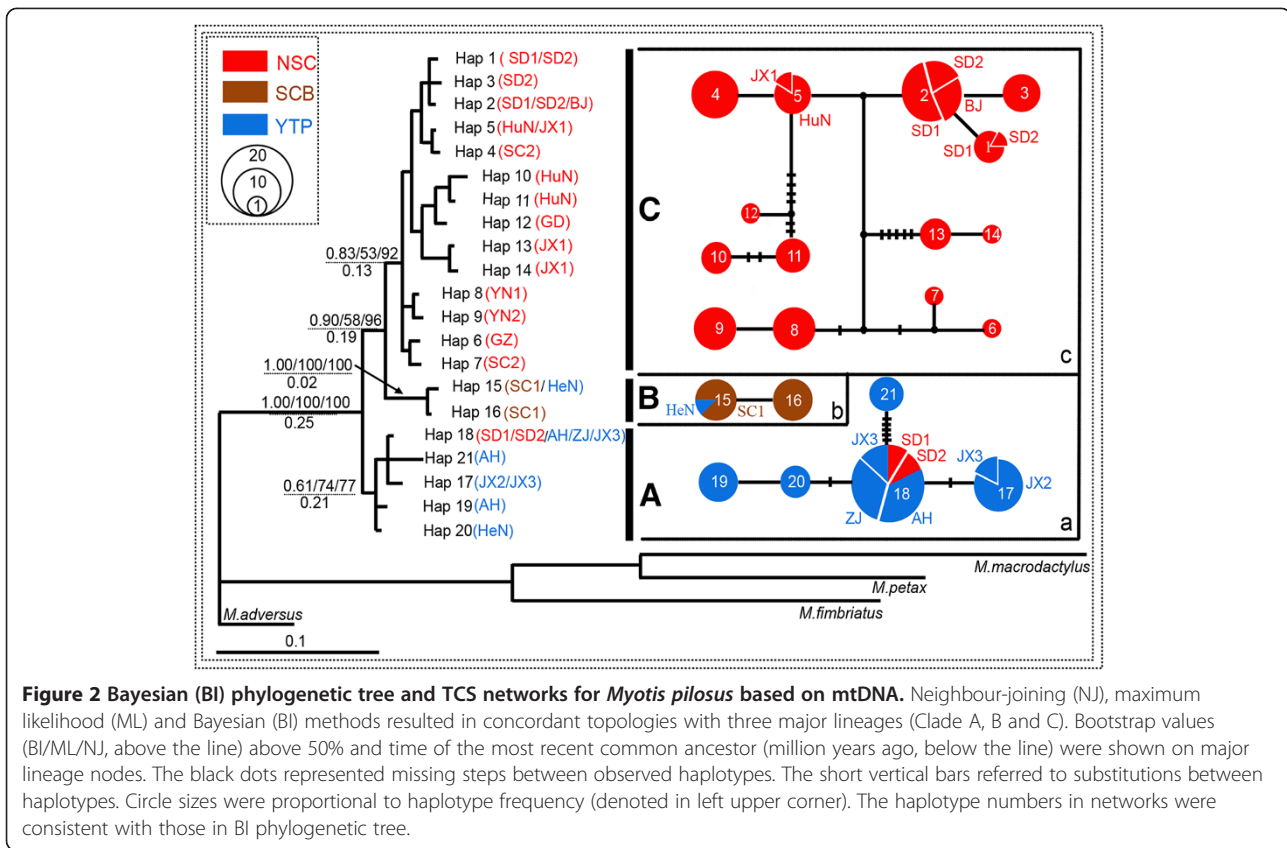 NSC
SCB
YTP
20
10
1
Hap 1 ( SD1/SD2)
Hap 3 (SD2)
Hap 2 (SD1/SD2/BJ)
Hap 5 (HuN/JX1)
Hap 4 (SC2)
Hap 10 (HuN)
Hap 11 (HuN)
Hap 12 (GD)
Hap 13 (JX1)
Hap 14 (JX1)
Hap 8 (YN1)
Hap 9 (YN2)
Hap 6 (GZ)
Hap 7 (SC2)
Hap 15 (SC1/HeN)
Hap 16 (SC1)
Hap 18 (SD1/SD2/AH/ZJ/JX3)
Hap 21 (AH)
Hap 17 (JX2/JX3)
Hap 19 (AH)
Hap 20 (HeN)
0.83/53/92
0.13
0.90/58/96
0.19
1.00/100/100
0.02
1.00/100/100
0.25
0.61/74/77
0.21
C
4
JX1
5
HuN
SD2
2
BJ
SD1
3
SD1
1
SD2
12
10
11
13
14
9
8
7
6
c
B
15
HeN
SC1
16
b
A
21
JX3
SD1
SD2
19
20
18
ZJ
AH
JX3
17
JX2
a
M.macrodactylus
M.petax
M.fimbriatus
M.adversus
0.1
Figure 2 Bayesian (BI) phylogenetic tree and TCS networks for Myotis pilosus based on mtDNA. Neighbour-joining (NJ), maximum
likelihood (ML) and Bayesian (BI) methods resulted in concordant topologies with three major lineages (Clade A, B and C). Bootstrap values
(BI/ML/NJ, above the line) above 50% and time of the most recent common ancestor (million years ago, below the line) were shown on major
lineage nodes. The black dots represented missing steps between observed haplotypes. The short vertical bars referred to substitutions between
haplotypes. Circle sizes were proportional to haplotype frequency (denoted in left upper corner). The haplotype numbers in networks were
consistent with those in BI phylogenetic tree.